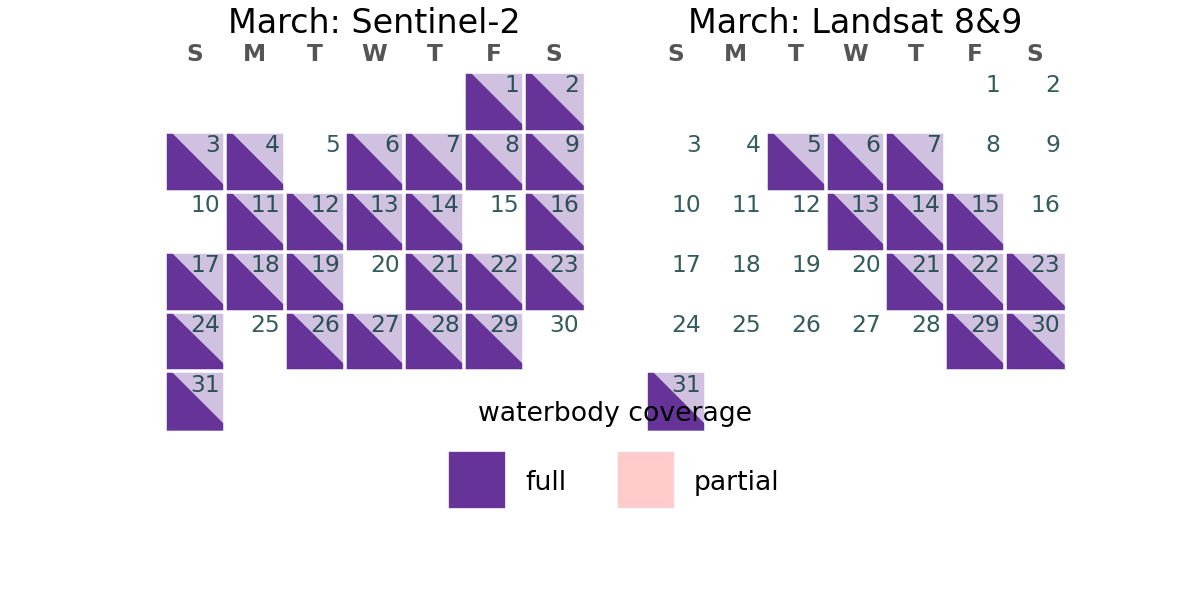 March: Sentinel-2
S M T W T F S
1 2
3 4 5 6 7 8 9
10 11 12 13 14 15 16
17 18 19 20 21 22 23
24 25 26 27 28 29 30
31
March: Landsat 8&9
S M T W T F S
1 2
3 4 5 6 7 8 9
10 11 12 13 14 15 16
17 18 19 20 21 22 23
24 25 26 27 28 29 30
31
waterbody coverage
full partial